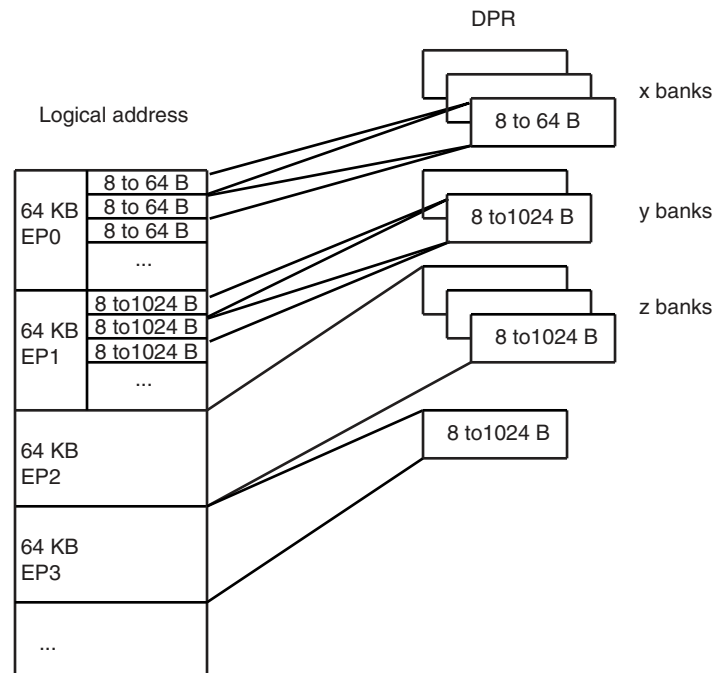 DPR
x banks
8 to 64 B
y banks
8 to1024 B
z banks
8 to1024 B
8 to1024 B
Logical address
64 KB
EP0
8 to 64 B
8 to 64 B
8 to 64 B
...
64 KB
EP1
8 to1024 B
8 to1024 B
8 to1024 B
...
64 KB
EP2
64 KB
EP3
...